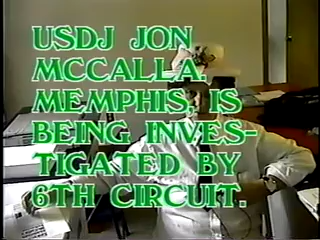 USDJ JON
MCCALLA.
MEMPHIS, IS
BEING INVES-
TIGATED BY
6TH CIRCUIT.